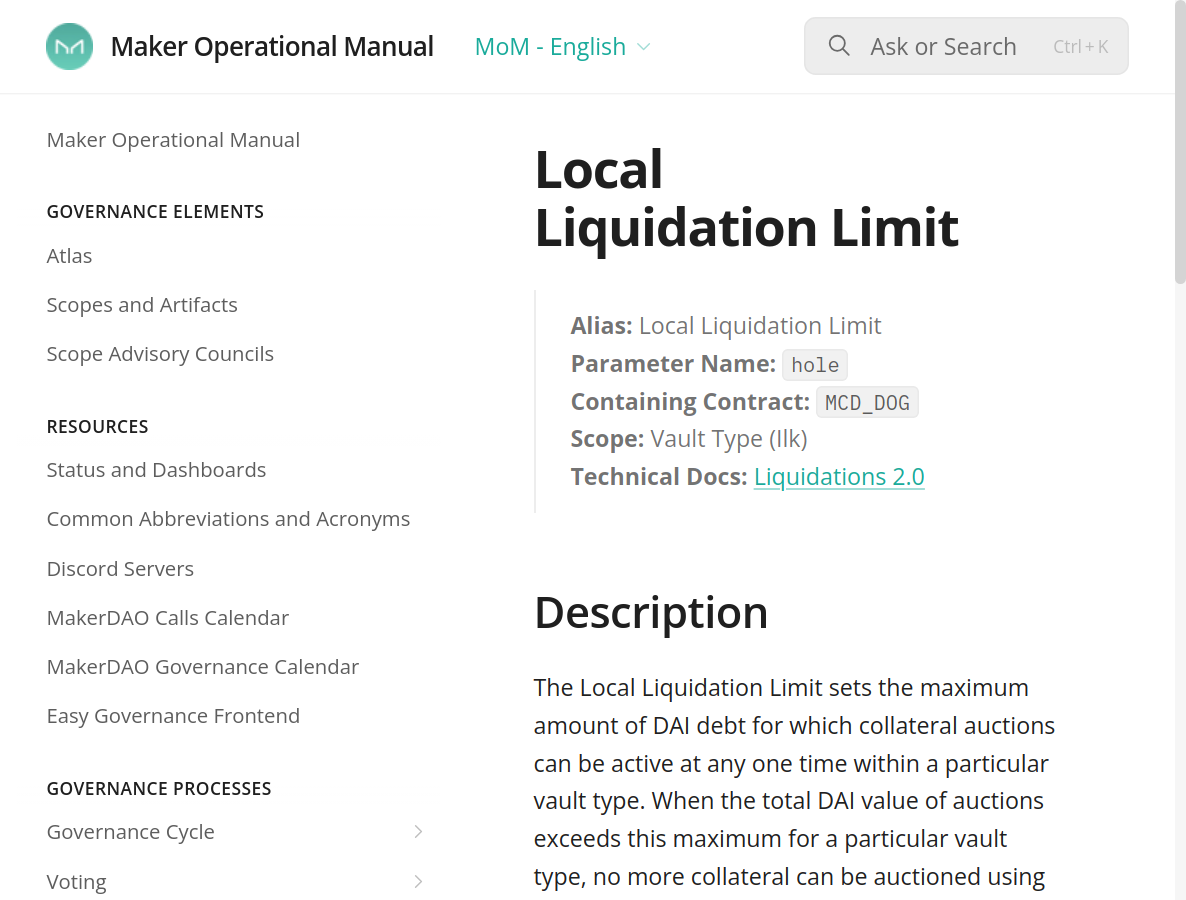 Maker Operational Manual
MoM - English
Ask or Search
Ctrl + K
Maker Operational Manual
GOVERNANCE ELEMENTS
Atlas
Scopes and Artifacts
Scope Advisory Councils
RESOURCES
Status and Dashboards
Common Abbreviations and Acronyms
Discord Servers
MakerDAO Calls Calendar
MakerDAO Governance Calendar
Easy Governance Frontend
GOVERNANCE PROCESSES
Governance Cycle
Voting
Local
Liquidation Limit
Alias: Local Liquidation Limit
Parameter Name: hole
Containing Contract: MCD_DOG
Scope: Vault Type (Ilk)
Technical Docs: Liquidations 2.0
Description
The Local Liquidation Limit sets the maximum
amount of DAI debt for which collateral auctions
can be active at any one time within a particular
vault type. When the total DAI value of auctions
exceeds this maximum for a particular vault
type, no more collateral can be auctioned using